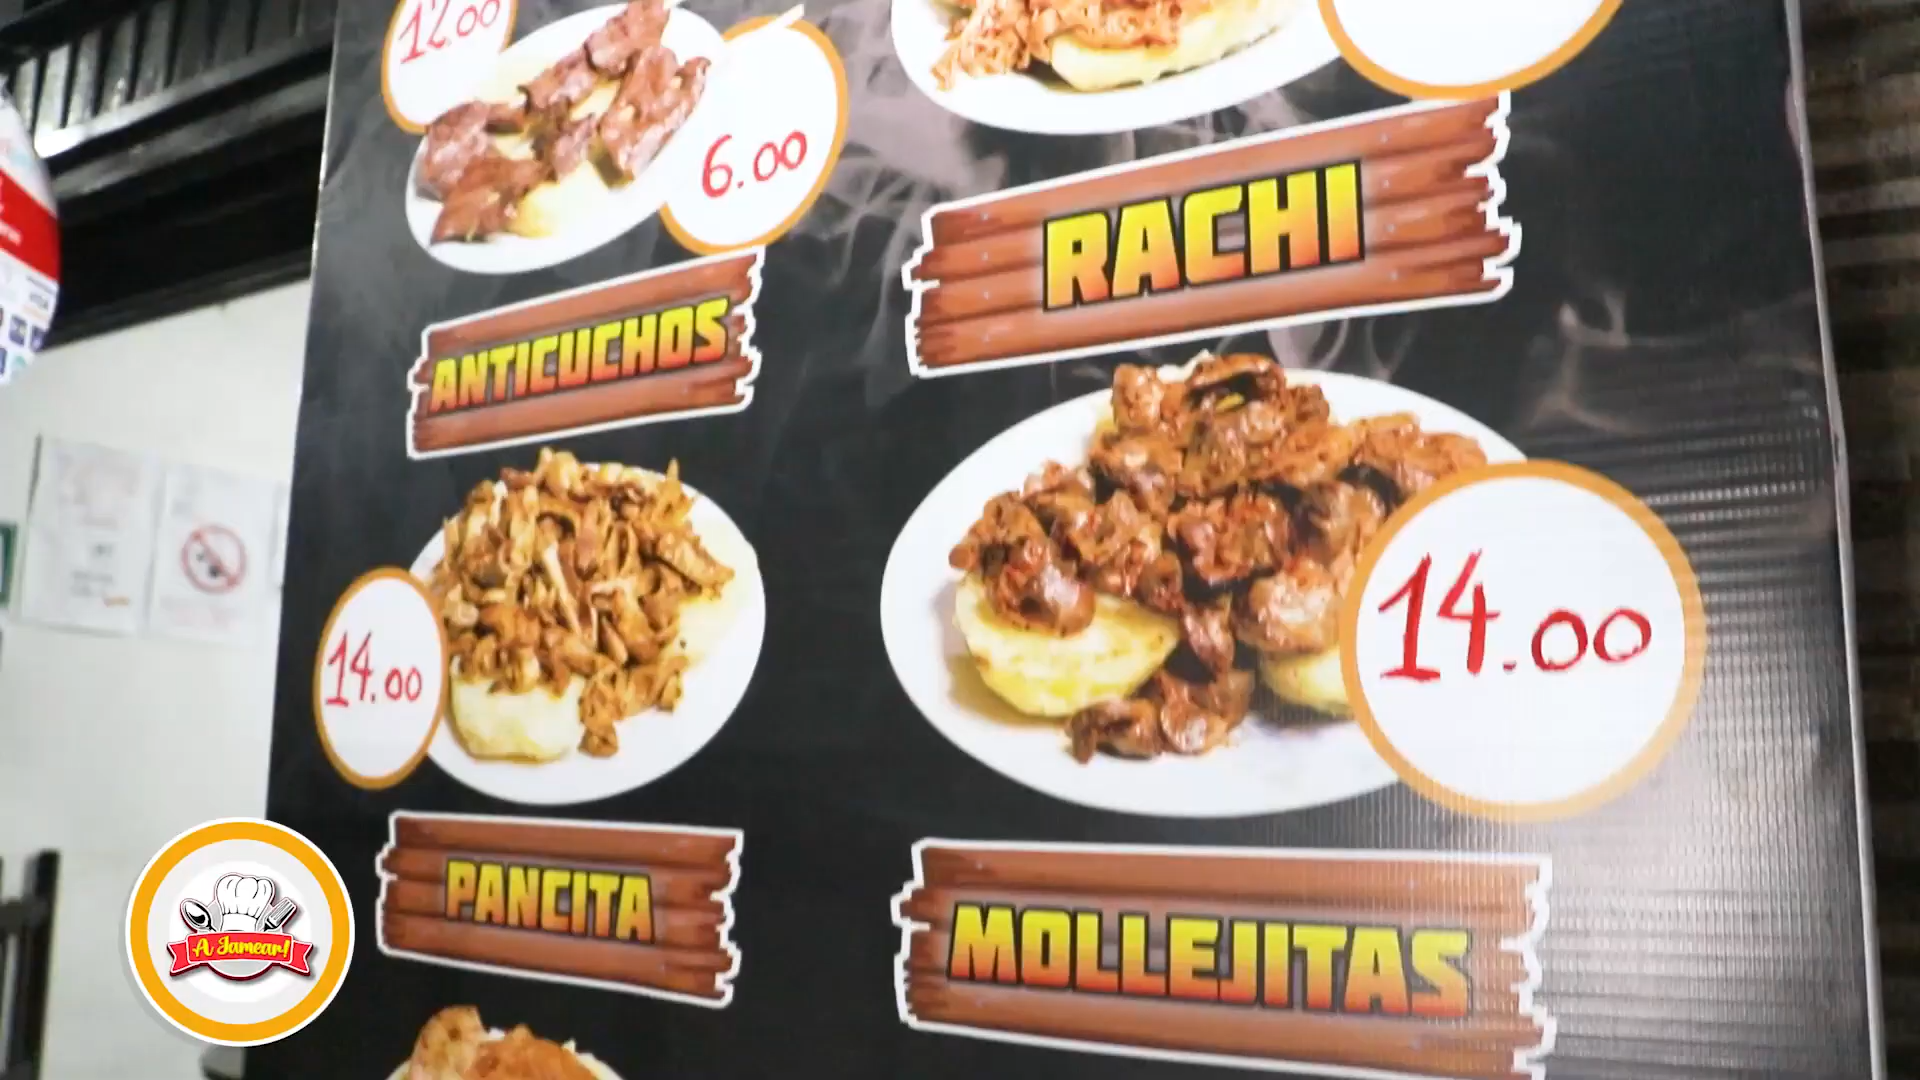 12.00
6.00
ANTICUCHOS
RACHI
14.00
14.00
PANCITA
MOLLEJITAS
A Jamear!